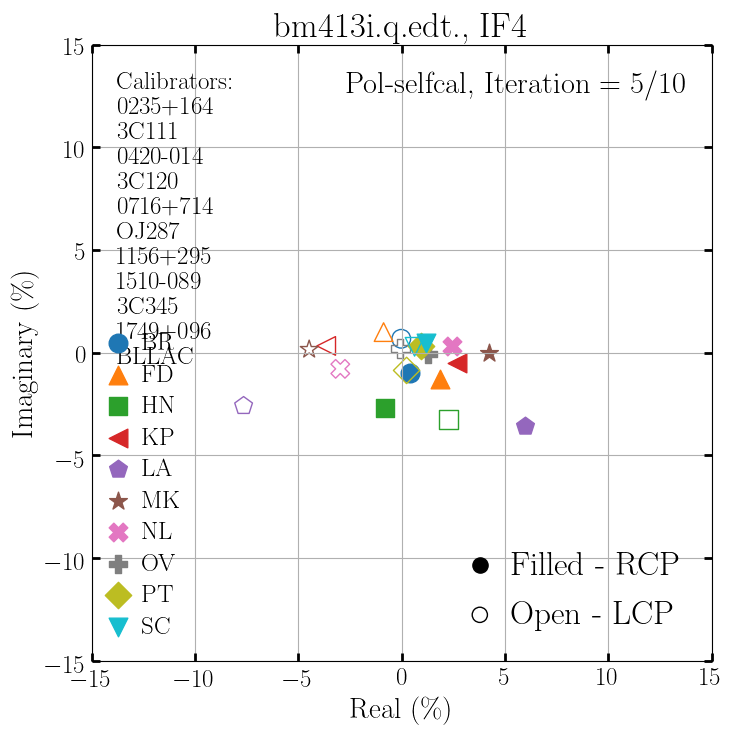 bm413i.q.edt., IF4
Pol-selfcal, Iteration = 5/10
Calibrators:
0235+164
3C111
0420-014
3C120
0716+714
OJ287
1156+295
1510-089
3C345
1749+096
BLLAC
BR
FD
HN
KP
LA
MK
NL
OV
PT
SC
Filled - RCP
Open - LCP
Imaginary (%)
15
10
5
0
−5
−10
−15
−15
−10
−5
0
5
10
15
Real (%)